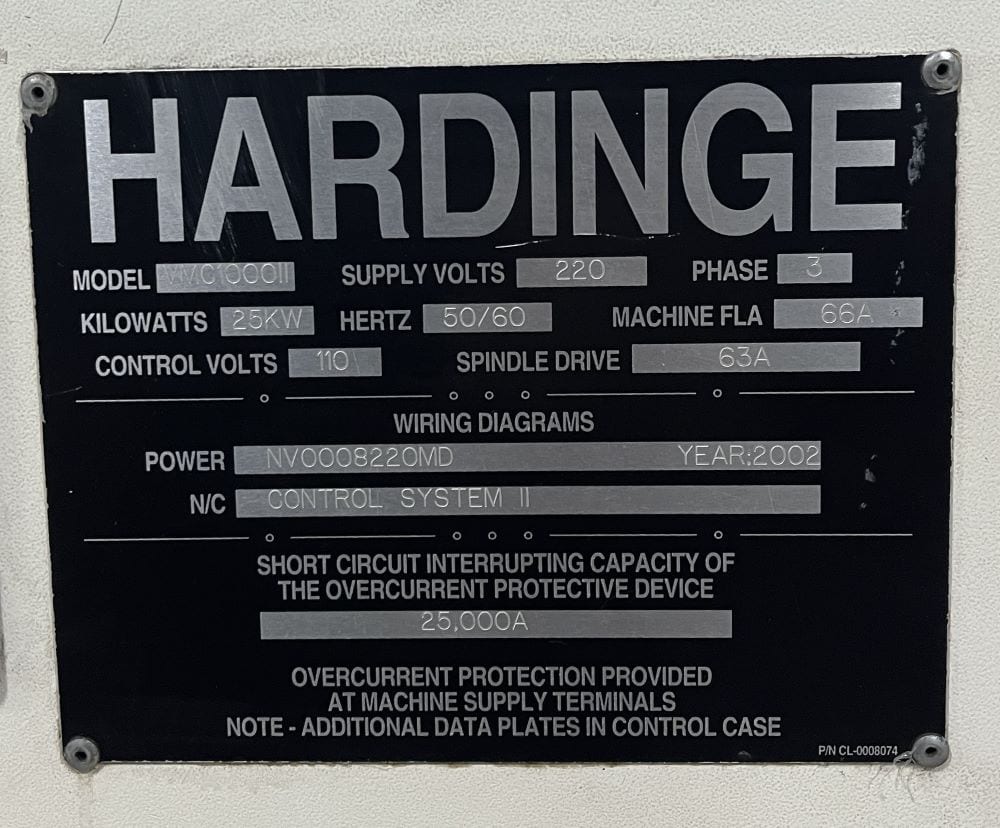 HARDINGE
MODEL VMC1000II SUPPLY VOLTS 220 PHASE 3
KILOWATTS 25KW HERTZ 50/60 MACHINE FLA 66A
CONTROL VOLTS 110 SPINDLE DRIVE 63A
WIRING DIAGRAMS
POWER NV0008220MD YEAR:2002
N/C CONTROL SYSTEM II
SHORT CIRCUIT INTERRUPTING CAPACITY OF
THE OVERCURRENT PROTECTIVE DEVICE
25,000A
OVERCURRENT PROTECTION PROVIDED
AT MACHINE SUPPLY TERMINALS
NOTE - ADDITIONAL DATA PLATES IN CONTROL CASE
P/N CL-0008074